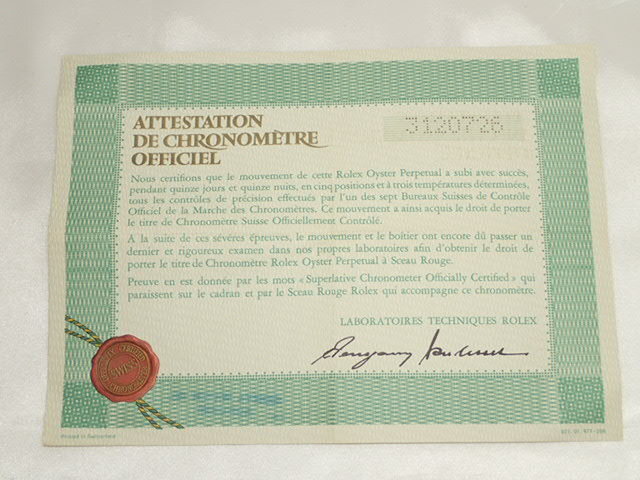 ATTESTATION
DE CHRONOMÈTRE
OFFICIEL
3120726
Nous certifions que le mouvement de cette Rolex Oyster Perpetual a subi avec succès,
pendant quinze jours et quinze nuits, en cinq positions et à trois températures déterminées,
tous les contrôles de précision effectués par l'un des sept Bureaux Suisses de Contrôle
Officiel de la Marche des Chronomètres. Ce mouvement a ainsi acquis le droit de porter
le titre de Chronomètre Suisse Officiellement Contrôlé.
A la suite de ces sévères épreuves, le mouvement et le boîtier ont encore dû passer un
dernier et rigoureux examen dans nos propres laboratoires afin d'obtenir le droit de
porter le titre de Chronomètre Rolex Oyster Perpetual à Sceau Rouge.
Preuve en est donnée par les mots «Superlative Chronometer Officially Certified» qui
paraissent sur le cadran et par le Sceau Rouge Rolex qui accompagne ce chronomètre.
LABORATOIRES TECHNIQUES ROLEX
SWISS
Printed in Switzerland